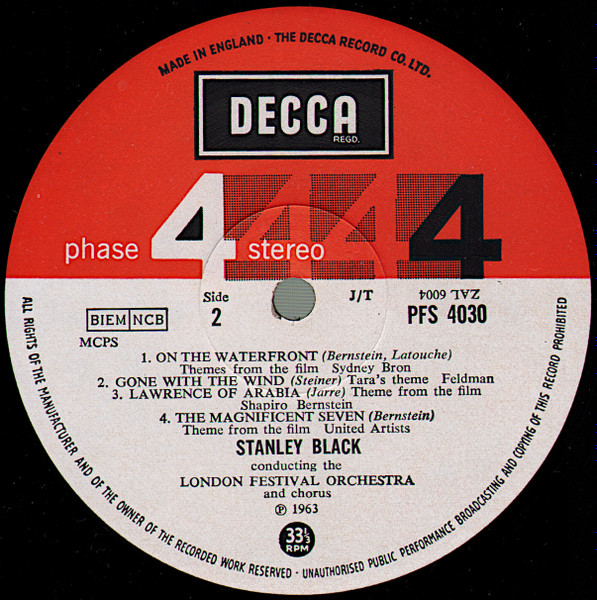 MADE IN ENGLAND · THE DECCA RECORD CO. LTD.
DECCA
REGD.
phase 4 stereo 4 4 4
Side J/T ZAL 6004
2 PFS 4030
BIEM NCB
MCPS
1. ON THE WATERFRONT (Bernstein, Latouche)
Themes from the film Sydney Bron
2. GONE WITH THE WIND (Steiner) Tara's theme Feldman
3. LAWRENCE OF ARABIA (Jarre) Theme from the film
Shapiro Bernstein
4. THE MAGNIFICENT SEVEN (Bernstein)
Theme from the film United Artists
STANLEY BLACK
conducting the
LONDON FESTIVAL ORCHESTRA
and chorus
℗ 1963
33⅓
RPM
ALL RIGHTS OF THE MANUFACTURER AND OF THE OWNER OF THE RECORDED WORK RESERVED · UNAUTHORISED PUBLIC PERFORMANCE BROADCASTING AND COPYING OF THIS RECORD PROHIBITED